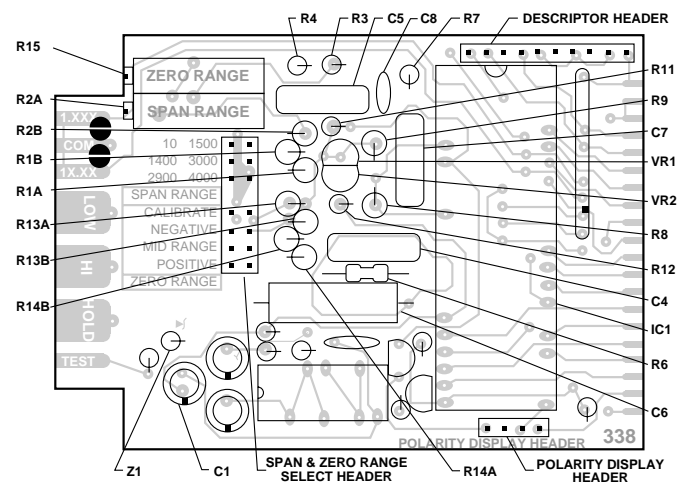 R4
R3
C5
C8
R7
DESCRIPTOR HEADER
R15
R2A
R2B
R1B
R1A
R13A
R13B
R14B
R11
R9
C7
VR1
VR2
R8
R12
C4
IC1
R6
C6
ZERO RANGE
SPAN RANGE
1.XXX
COM
1X.XX
10 1500
1400 3000
2900 4000
SPAN RANGE
CALIBRATE
NEGATIVE
MID RANGE
POSITIVE
ZERO RANGE
LOW
HI
HOLD
TEST
POLARITY DISPLAY HEADER
338
Z1
C1
SPAN & ZERO RANGE
SELECT HEADER
R14A
POLARITY DISPLAY
HEADER